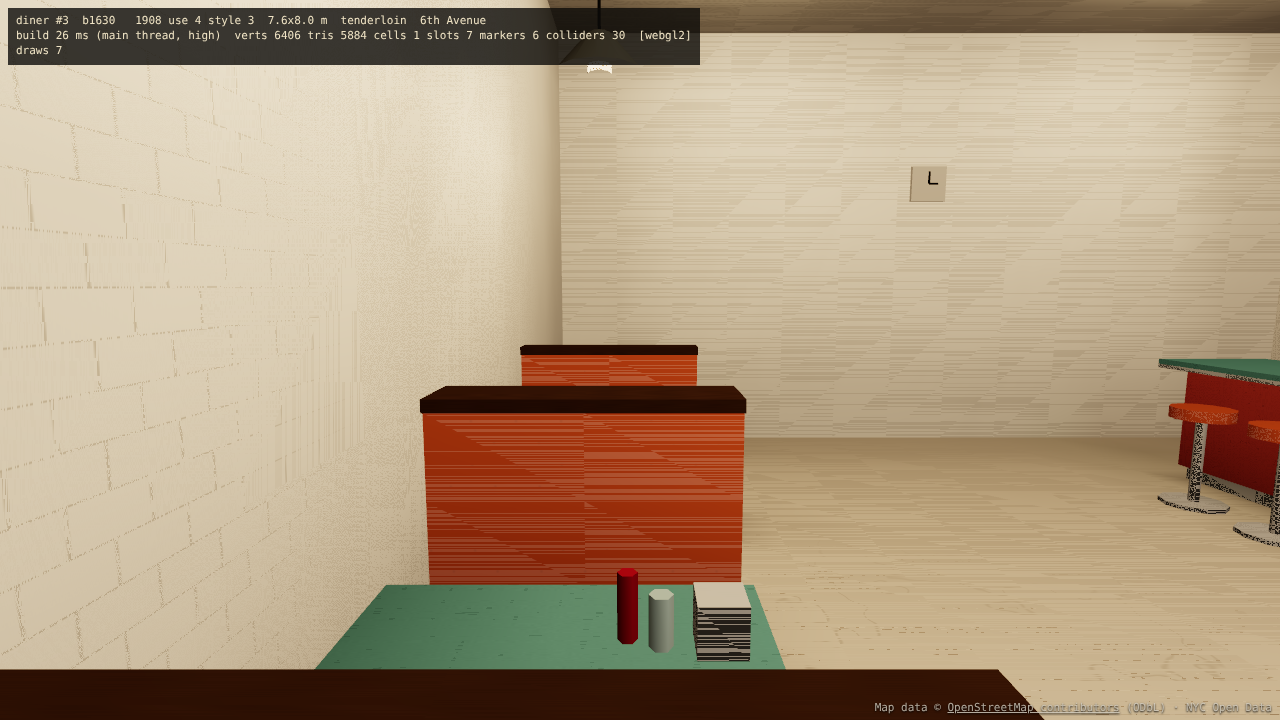 diner #3  b1630   1908 use 4 style 3  7.6x8.0 m  tenderloin  6th Avenue
build 26 ms (main thread, high)  verts 6406 tris 5884 cells 1 slots 7 markers 6 colliders 30  [webgl2]
draws 7
Map data © OpenStreetMap contributors (ODbL) · NYC Open Data